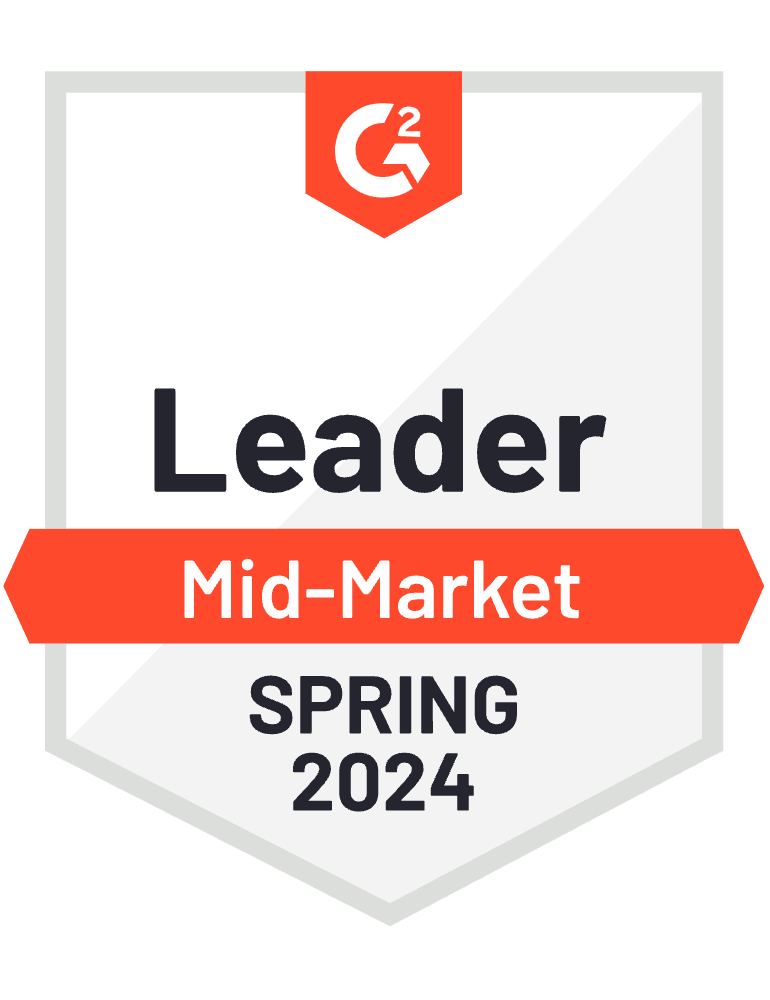 G2
Leader
Mid-Market
SPRING
2024